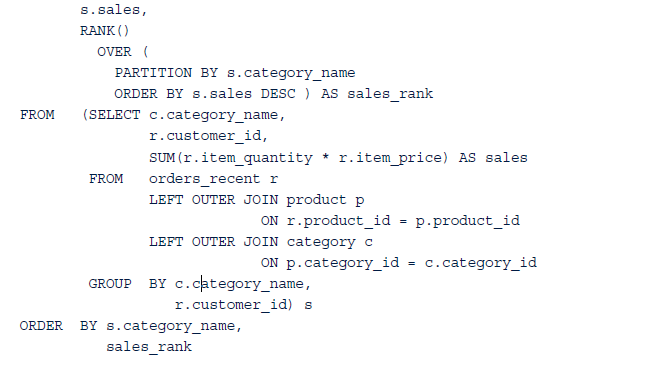 s.sales,
RANK()
OVER (
PARTITION BY s.category_name
ORDER BY s.sales DESC ) AS sales_rank
FROM (SELECT c.category_name,
r.customer_id,
SUM(r.item_quantity * r.item_price) AS sales
FROM orders_recent r
LEFT OUTER JOIN product p
ON r.product_id = p.product_id
LEFT OUTER JOIN category c
ON p.category_id = c.category_id
GROUP BY c.category_name,
r.customer_id) s
ORDER BY s.category_name,
sales_rank